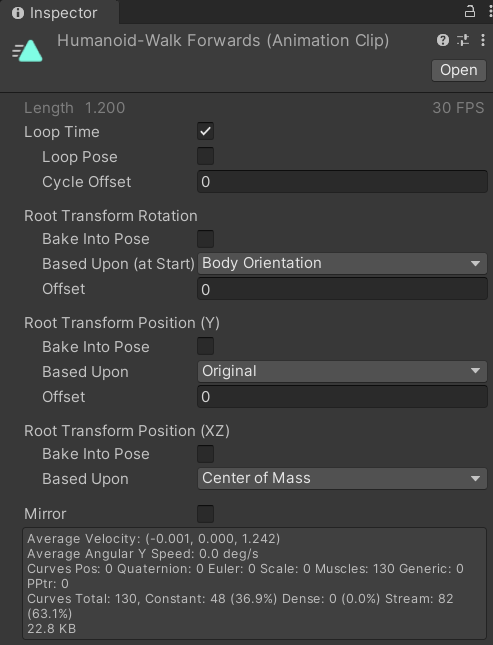 Inspector
Humanoid-Walk Forwards (Animation Clip)
Open
Length 1.200 30 FPS
Loop Time
Loop Pose
Cycle Offset 0
Root Transform Rotation
Bake Into Pose
Based Upon (at Start) Body Orientation
Offset 0
Root Transform Position (Y)
Bake Into Pose
Based Upon Original
Offset 0
Root Transform Position (XZ)
Bake Into Pose
Based Upon Center of Mass
Mirror
Average Velocity: (-0.001, 0.000, 1.242)
Average Angular Y Speed: 0.0 deg/s
Curves Pos: 0 Quaternion: 0 Euler: 0 Scale: 0 Muscles: 130 Generic: 0
PPtr: 0
Curves Total: 130, Constant: 48 (36.9%) Dense: 0 (0.0%) Stream: 82
(63.1%)
22.8 KB